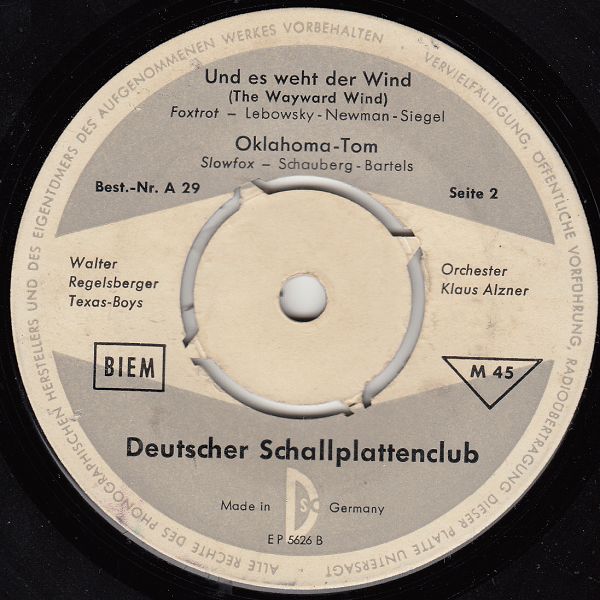 ALLE RECHTE DES PHONOGRAPHISCHEN HERSTELLERS UND DES EIGENTÜMERS DES AUFGENOMMENEN WERKES VORBEHALTEN
VERVIELFÄLTIGUNG, ÖFFENTLICHE VORFÜHRUNG, RADIOÜBERTRAGUNG DIESER PLATTE UNTERSAGT
Und es weht der Wind
(The Wayward Wind)
Foxtrot – Lebowsky-Newman-Siegel
Oklahoma-Tom
Slowfox – Schauberg-Bartels
Best.-Nr. A 29
Seite 2
Walter
Regelsberger
Texas-Boys
Orchester
Klaus Alzner
BIEM
M 45
Deutscher Schallplattenclub
Made in DSC Germany
EP 5626 B